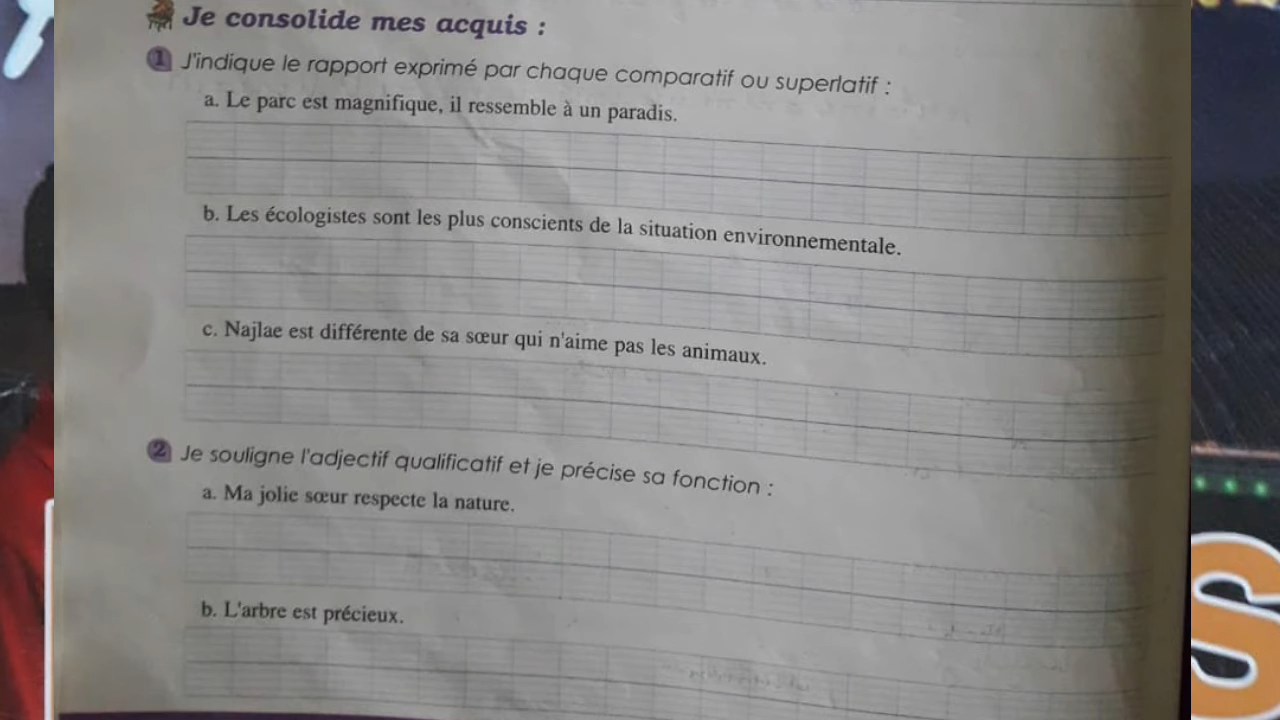 Je consolide mes acquis :
1 J'indique le rapport exprimé par chaque comparatif ou superlatif :
a. Le parc est magnifique, il ressemble à un paradis.
b. Les écologistes sont les plus conscients de la situation environnementale.
c. Najlae est différente de sa sœur qui n'aime pas les animaux.
2 Je souligne l'adjectif qualificatif et je précise sa fonction :
a. Ma jolie sœur respecte la nature.
b. L'arbre est précieux.
S